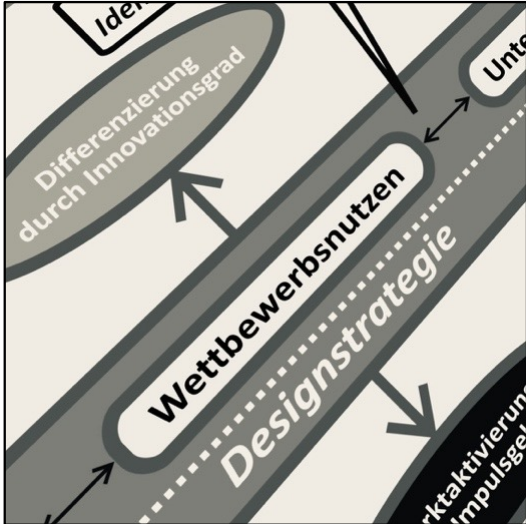 Differenzierung
durch Innovationsgrad
Wettbewerbsnutzen
Designstrategie